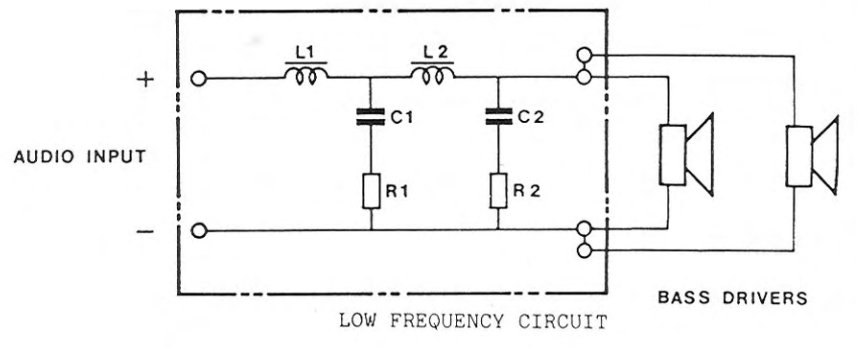 L1
L2
+
C1
C2
AUDIO INPUT
R1
R2
−
BASS DRIVERS
LOW FREQUENCY CIRCUIT